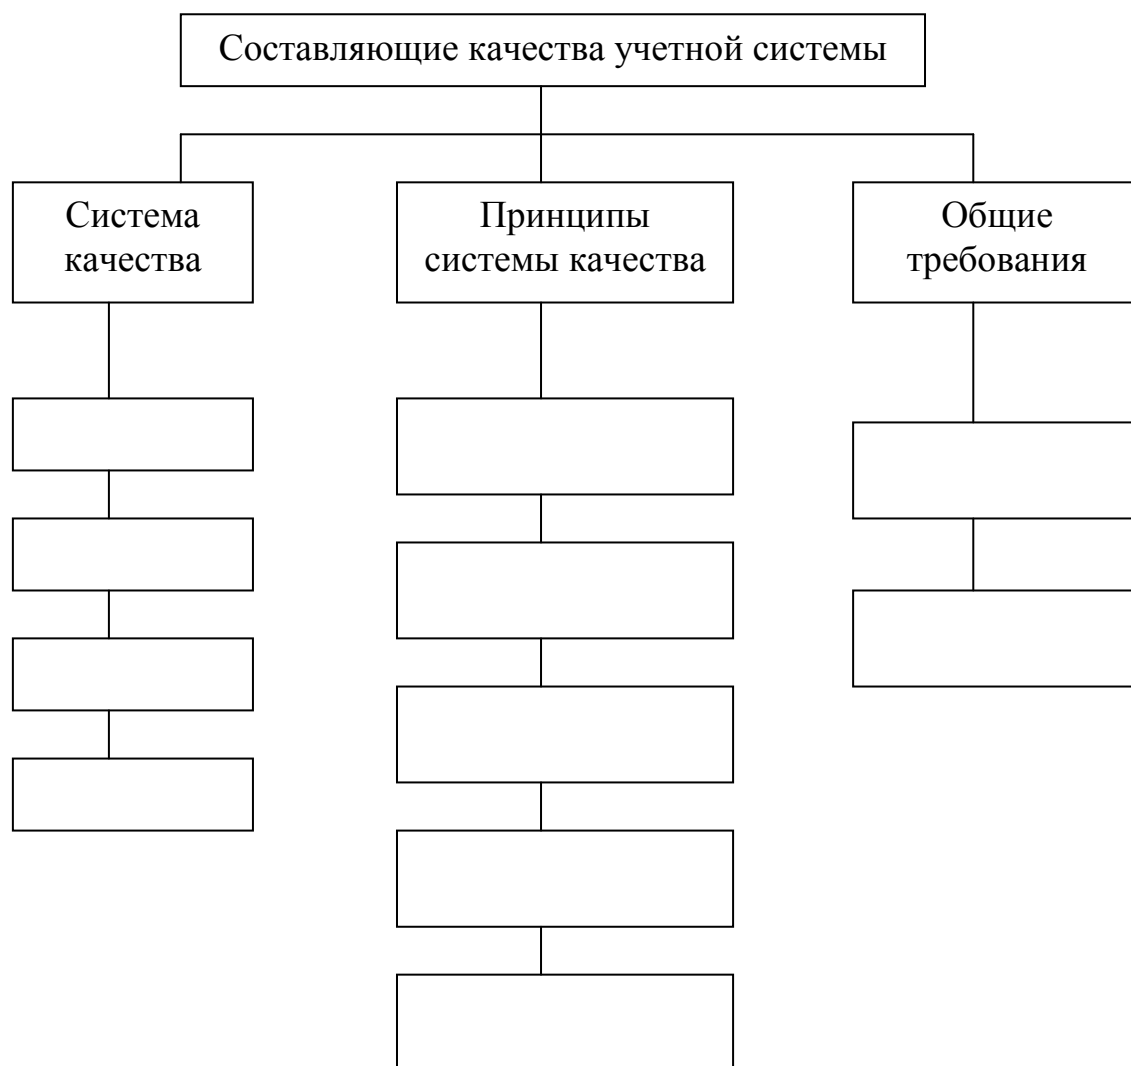 Составляющие качества учетной системы
Система
качества
Принципы
системы качества
Общие
требования